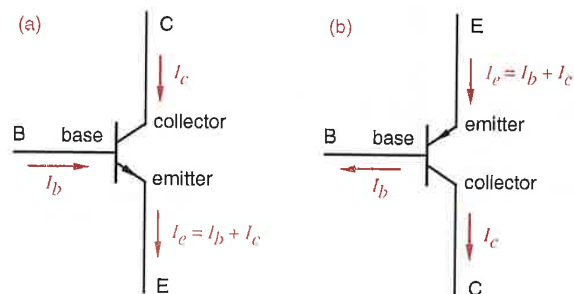 (a)
C
I_c
collector
B
base
I_b
emitter
I_e = I_b + I_c
E
(b)
E
I_e = I_b + I_c
emitter
B
base
I_b
collector
I_c
C